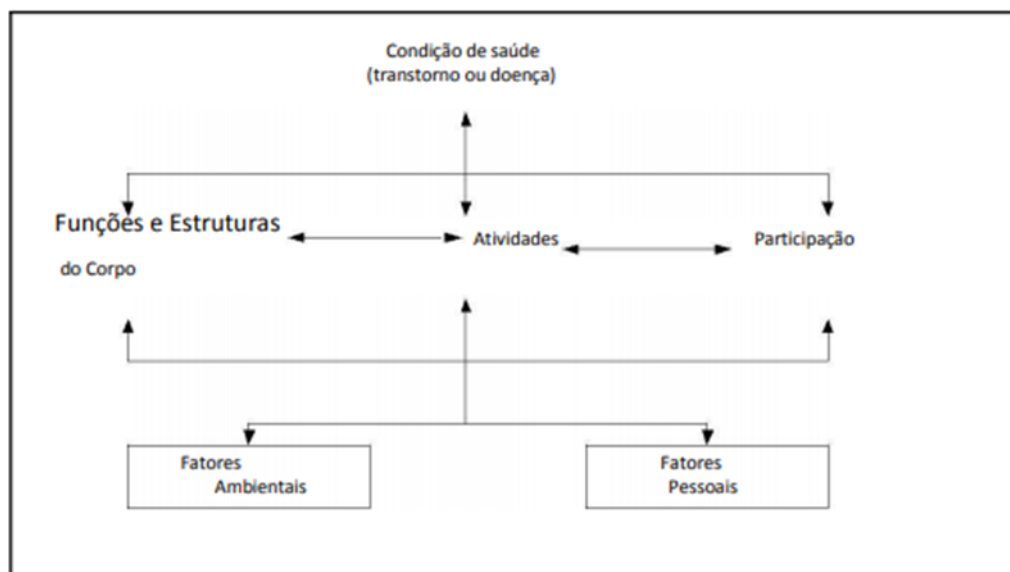 Condição de saúde
(transtorno ou doença)
Funções e Estruturas
do Corpo
Atividades
Participação
Fatores
Ambientais
Fatores
Pessoais